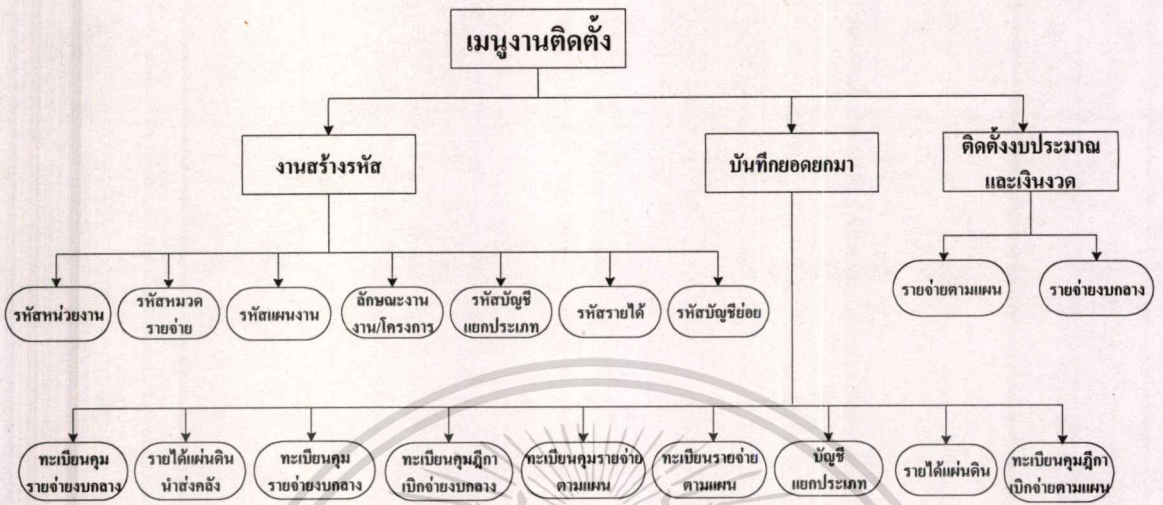 เมนูงานติดตั้ง
งานสร้างรหัส
บันทึกยอดยกมา
ติดตั้งงบประมาณ
และเงินงวด
รหัสหน่วยงาน
รหัสหมวด
รายจ่าย
รหัสแผนงาน
ลักษณะงาน
งาน/โครงการ
รหัสบัญชี
แยกประเภท
รหัสรายได้
รหัสบัญชีย่อย
รายจ่ายตามแผน
รายจ่ายงบกลาง
ทะเบียนคุม
รายจ่ายงบกลาง
รายได้แผ่นดิน
นำส่งคลัง
ทะเบียนคุม
รายจ่ายงบกลาง
ทะเบียนคุมฎีกา
เบิกจ่ายงบกลาง
ทะเบียนคุมรายจ่าย
ตามแผน
ทะเบียนรายจ่าย
ตามแผน
บัญชี
แยกประเภท
รายได้แผ่นดิน
ทะเบียนคุมฎีกา
เบิกจ่ายตามแผน